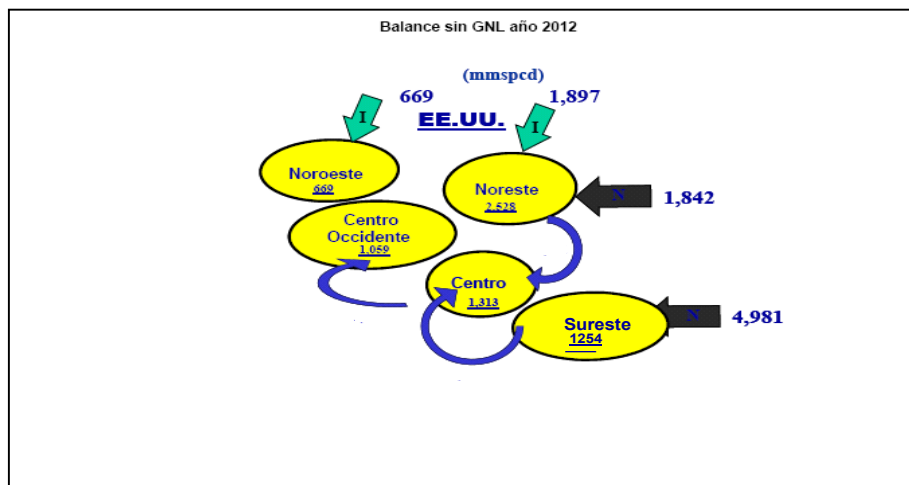 Balance sin GNL año 2012
(mmspcd)
669
1,897
I
EE.UU.
I
Noroeste
669
Noreste
2,528
N
1,842
Centro
Occidente
1,059
Centro
1,313
Sureste
1254
N
4,981